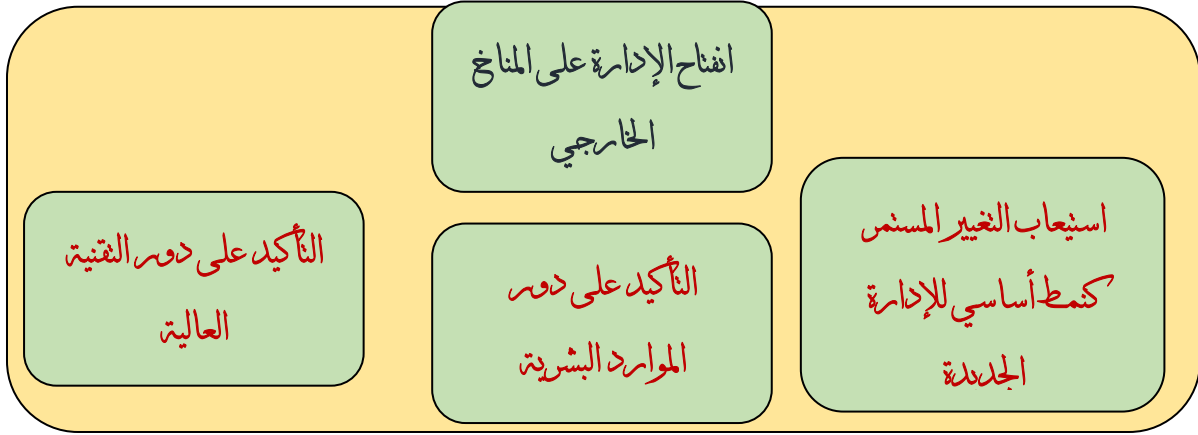 انفتاح الإدارة على المناخ
الخارجي
استيعاب التغيير المستمر
كنمط أساسي للإدارة
الجديدة
التأكيد على دور
الموارد البشرية
التأكيد على دور التقنية
العالية